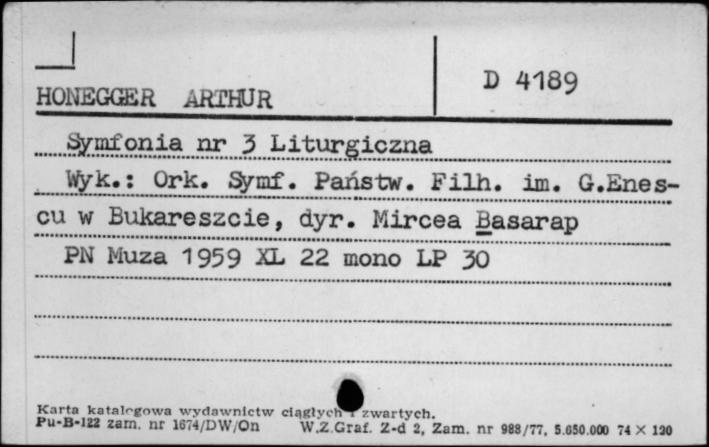 D 4189
HONEGGER ARTHUR
Symfonia nr 3 Liturgiczna
Wyk.: Ork. Symf. Państw. Filh. im. G.Enes-
cu w Bukareszcie, dyr. Mircea Basarap
PN Muza 1959 XL 22 mono LP 30
Karta katalogowa wydawnictw ciągłych i zwartych.
Pu-B-122 zam. nr 1674/DW/On W.Z.Graf. Z-d 2, Zam. nr 988/77, 5.650.000 74 × 120